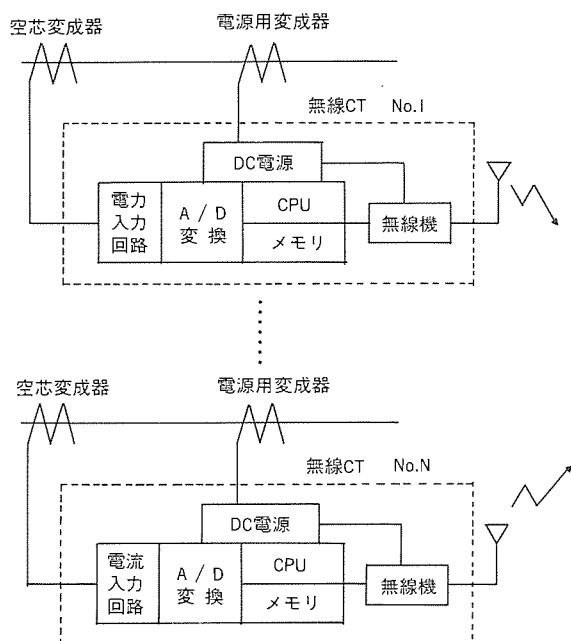 空芯変成器
電源用変成器
無線CT No.1
DC電源
電力
入力
回路
A/D
変換
CPU
メモリ
無線機
空芯変成器
電源用変成器
無線CT No.N
DC電源
電流
入力
回路
A/D
変換
CPU
メモリ
無線機